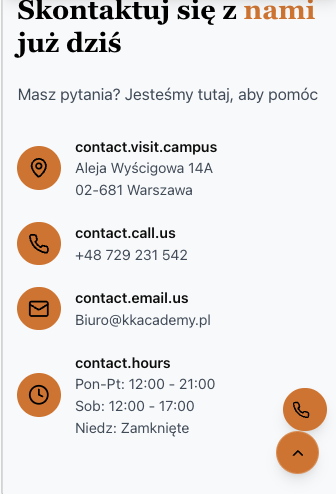 Skontaktuj się z nami
już dziś
Masz pytania? Jesteśmy tutaj, aby pomóc
contact.visit.campus
Aleja Wyścigowa 14A
02-681 Warszawa
contact.call.us
+48 729 231 542
contact.email.us
Biuro@kkacademy.pl
contact.hours
Pon-Pt: 12:00 - 21:00
Sob: 12:00 - 17:00
Niedz: Zamknięte